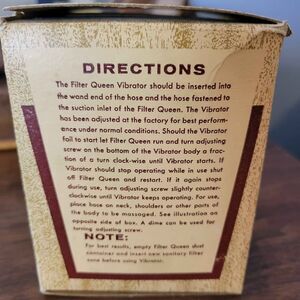 DIRECTIONS
The Filter Queen Vibrator should be inserted into
the wand end of the hose and the hose fastened to
the suction inlet of the Filter Queen. The Vibrator
has been adjusted at the factory for best perform-
ance under normal conditions. Should the Vibrator
fail to start let Filter Queen run and turn adjusting
screw on the bottom of the Vibrator body a frac-
tion of a turn clock-wise until Vibrator starts. If
Vibrator should stop operating while in use shut
off Filter Queen and restart. If it again stops
during use, turn adjusting screw slightly counter-
clockwise until Vibrator keeps operating. For use,
place hose on neck, shoulders or other parts of
the body to be massaged. See illustration on
opposite side of box. A dime can be used for
turning adjusting screw.
NOTE:
For best results, empty Filter Queen dust
container and insert new sanitary filter
cone before using Vibrator.